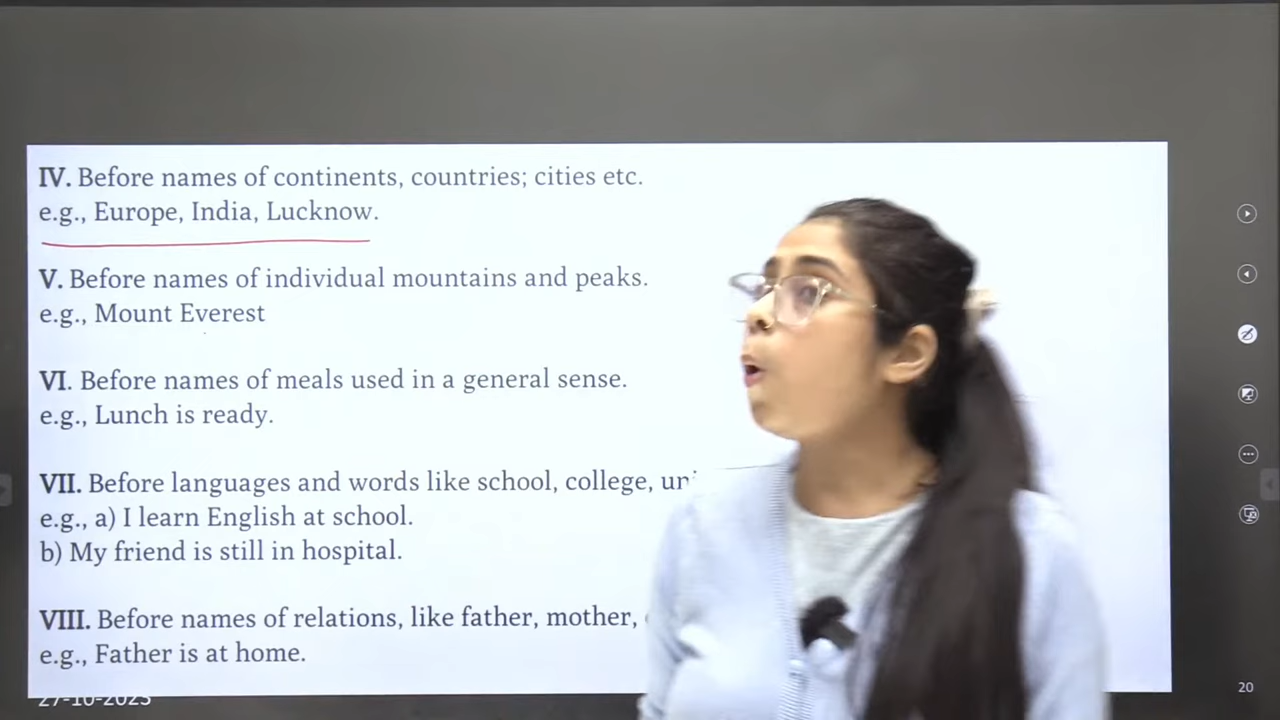 IV. Before names of continents, countries; cities etc.
e.g., Europe, India, Lucknow.
V. Before names of individual mountains and peaks.
e.g., Mount Everest
VI. Before names of meals used in a general sense.
e.g., Lunch is ready.
VII. Before languages and words like school, college,
e.g., a) I learn English at school.
b) My friend is still in hospital.
VIII. Before names of relations, like father, mother,
e.g., Father is at home.
27-10-2023
20